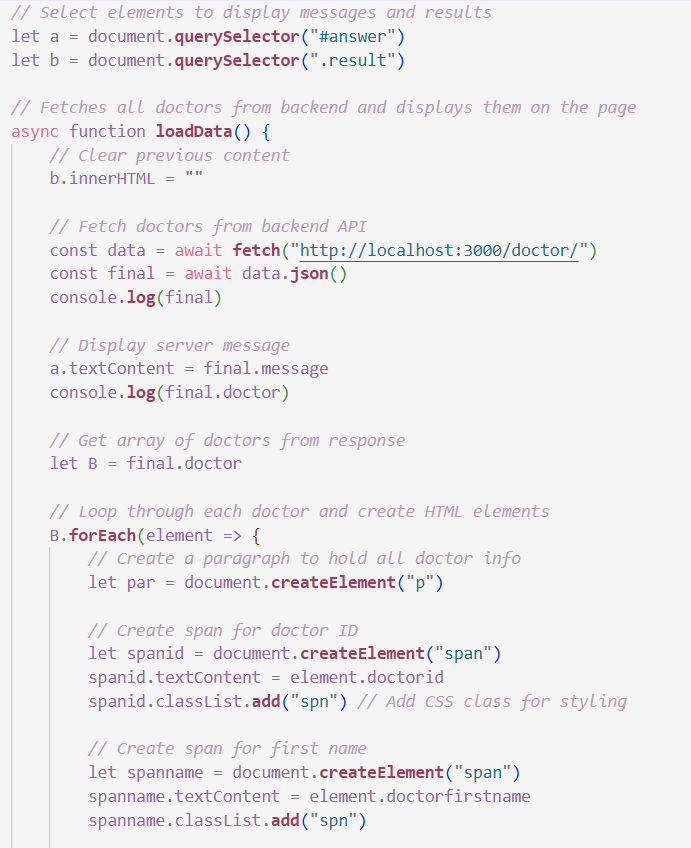 // Select elements to display messages and results
let a = document.querySelector("#answer")
let b = document.querySelector(".result")
// Fetches all doctors from backend and displays them on the page
async function loadData() {
// Clear previous content
b.innerHTML = ""
// Fetch doctors from backend API
const data = await fetch("http://localhost:3000/doctor/")
const final = await data.json()
console.log(final)
// Display server message
a.textContent = final.message
console.log(final.doctor)
// Get array of doctors from response
let B = final.doctor
// Loop through each doctor and create HTML elements
B.forEach(element => {
// Create a paragraph to hold all doctor info
let par = document.createElement("p")
// Create span for doctor ID
let spanid = document.createElement("span")
spanid.textContent = element.doctorid
spanid.classList.add("spn") // Add CSS class for styling
// Create span for first name
let spanname = document.createElement("span")
spanname.textContent = element.doctorfirstname
spanname.classList.add("spn")